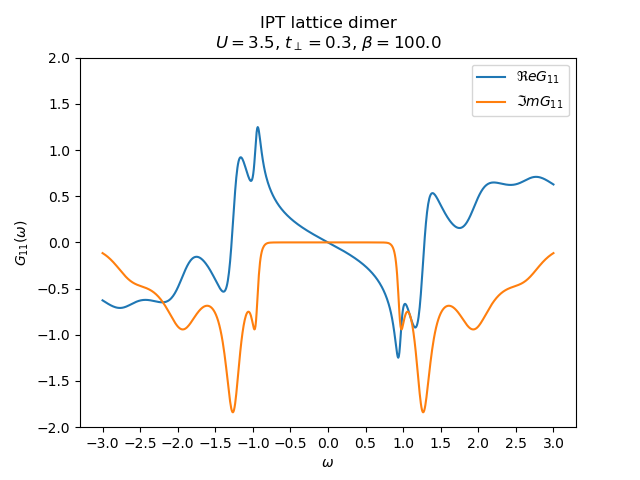 IPT lattice dimer
U = 3.5, t⊥ = 0.3, β = 100.0
ℜeG₁₁
ℑmG₁₁
G₁₁(ω)
2.0
1.5
1.0
0.5
0.0
−0.5
−1.0
−1.5
−2.0
−3.0 −2.5 −2.0 −1.5 −1.0 −0.5 0.0 0.5 1.0 1.5 2.0 2.5 3.0
ω